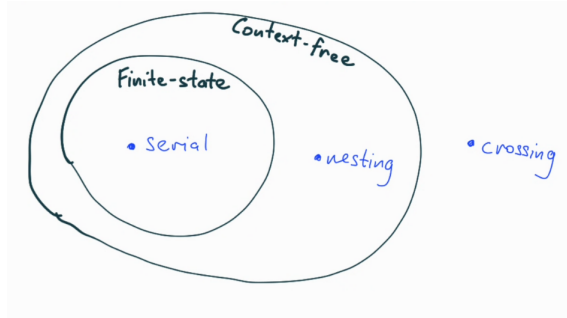 Context-free
Finite-state
serial
nesting
crossing